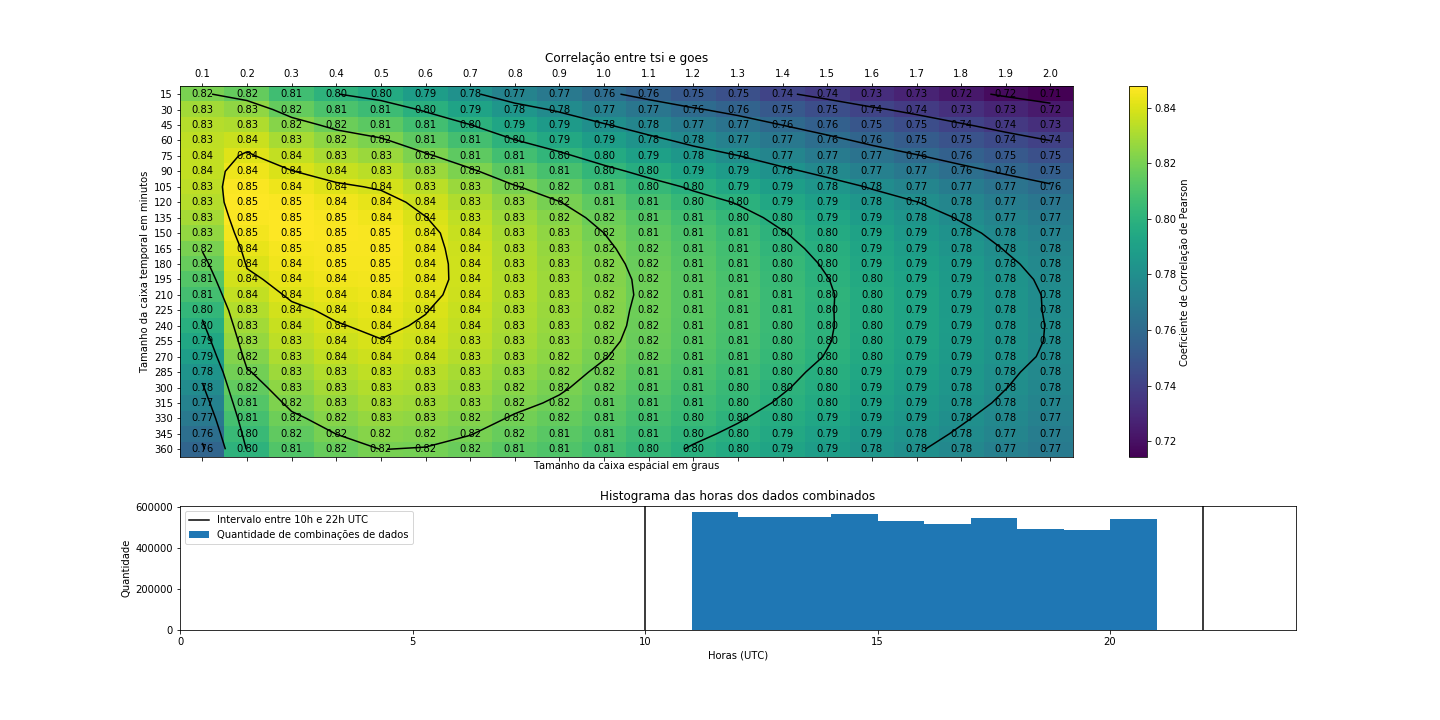 Correlação entre tsi e goes
0.1 0.2 0.3 0.4 0.5 0.6 0.7 0.8 0.9 1.0 1.1 1.2 1.3 1.4 1.5 1.6 1.7 1.8 1.9 2.0
15 0.82 0.82 0.81 0.80 0.80 0.79 0.78 0.77 0.77 0.76 0.76 0.75 0.75 0.74 0.74 0.73 0.73 0.72 0.72 0.71
30 0.83 0.83 0.82 0.81 0.81 0.80 0.79 0.78 0.78 0.77 0.77 0.76 0.76 0.75 0.75 0.74 0.74 0.73 0.73 0.72
45 0.83 0.83 0.82 0.82 0.81 0.81 0.80 0.79 0.79 0.78 0.78 0.77 0.77 0.76 0.76 0.75 0.75 0.74 0.74 0.73
60 0.83 0.84 0.83 0.82 0.82 0.81 0.81 0.80 0.79 0.79 0.78 0.78 0.77 0.77 0.76 0.76 0.75 0.75 0.74 0.74
75 0.84 0.84 0.84 0.83 0.83 0.82 0.82 0.81 0.80 0.80 0.79 0.78 0.78 0.77 0.77 0.76 0.76 0.76 0.75 0.75
90 0.84 0.84 0.84 0.84 0.83 0.83 0.82 0.81 0.81 0.80 0.80 0.79 0.79 0.78 0.78 0.77 0.77 0.76 0.76 0.75
105 0.83 0.85 0.84 0.84 0.84 0.83 0.83 0.82 0.82 0.81 0.80 0.80 0.79 0.79 0.78 0.78 0.77 0.77 0.77 0.76
120 0.83 0.85 0.85 0.84 0.84 0.84 0.83 0.83 0.82 0.81 0.81 0.80 0.80 0.79 0.79 0.78 0.78 0.78 0.77 0.77
135 0.83 0.85 0.85 0.85 0.84 0.84 0.83 0.83 0.82 0.82 0.81 0.81 0.80 0.80 0.79 0.79 0.78 0.78 0.77 0.77
150 0.83 0.85 0.85 0.85 0.85 0.84 0.84 0.83 0.83 0.82 0.81 0.81 0.80 0.80 0.80 0.79 0.79 0.78 0.78 0.77
165 0.82 0.84 0.85 0.85 0.85 0.84 0.84 0.83 0.83 0.82 0.82 0.81 0.81 0.80 0.80 0.79 0.79 0.78 0.78 0.78
180 0.82 0.84 0.84 0.85 0.85 0.84 0.84 0.83 0.83 0.82 0.82 0.81 0.81 0.80 0.80 0.79 0.79 0.79 0.78 0.78
195 0.81 0.84 0.84 0.84 0.85 0.84 0.84 0.83 0.83 0.82 0.82 0.81 0.81 0.80 0.80 0.80 0.79 0.79 0.78 0.78
210 0.81 0.84 0.84 0.84 0.84 0.84 0.84 0.83 0.83 0.82 0.82 0.81 0.81 0.81 0.80 0.80 0.79 0.79 0.78 0.78
225 0.80 0.83 0.84 0.84 0.84 0.84 0.84 0.83 0.83 0.82 0.82 0.81 0.81 0.81 0.80 0.80 0.79 0.79 0.78 0.78
240 0.80 0.83 0.84 0.84 0.84 0.84 0.84 0.83 0.83 0.82 0.82 0.81 0.81 0.80 0.80 0.80 0.79 0.79 0.78 0.78
255 0.79 0.83 0.83 0.84 0.84 0.84 0.83 0.83 0.83 0.82 0.82 0.81 0.81 0.80 0.80 0.80 0.79 0.79 0.78 0.78
270 0.79 0.82 0.83 0.84 0.84 0.84 0.83 0.83 0.83 0.82 0.82 0.81 0.81 0.80 0.80 0.80 0.79 0.79 0.78 0.78
285 0.78 0.82 0.83 0.83 0.83 0.83 0.83 0.83 0.82 0.82 0.81 0.81 0.81 0.80 0.80 0.79 0.79 0.79 0.78 0.78
300 0.78 0.81 0.83 0.83 0.83 0.83 0.83 0.82 0.82 0.82 0.81 0.81 0.80 0.80 0.80 0.79 0.79 0.78 0.78 0.78
315 0.77 0.81 0.82 0.83 0.83 0.83 0.83 0.82 0.82 0.81 0.81 0.81 0.80 0.80 0.79 0.79 0.79 0.78 0.78 0.77
330 0.77 0.81 0.82 0.82 0.83 0.83 0.82 0.82 0.82 0.81 0.81 0.80 0.80 0.80 0.79 0.79 0.78 0.78 0.78 0.77
345 0.76 0.80 0.82 0.82 0.82 0.82 0.82 0.82 0.82 0.81 0.81 0.80 0.80 0.79 0.79 0.79 0.78 0.78 0.77 0.77
360 0.76 0.80 0.81 0.82 0.82 0.82 0.82 0.81 0.81 0.81 0.80 0.80 0.80 0.79 0.79 0.78 0.78 0.78 0.77 0.77
Tamanho da caixa temporal em minutos
Tamanho da caixa espacial em graus
0.84
0.82
0.80
0.78
0.76
0.74
0.72
Coeficiente de Correlação de Pearson
Histograma das horas dos dados combinados
Intervalo entre 10h e 22h UTC
Quantidade de combinações de dados
600000
400000
200000
0
Quantidade
0 5 10 15 20
Horas (UTC)